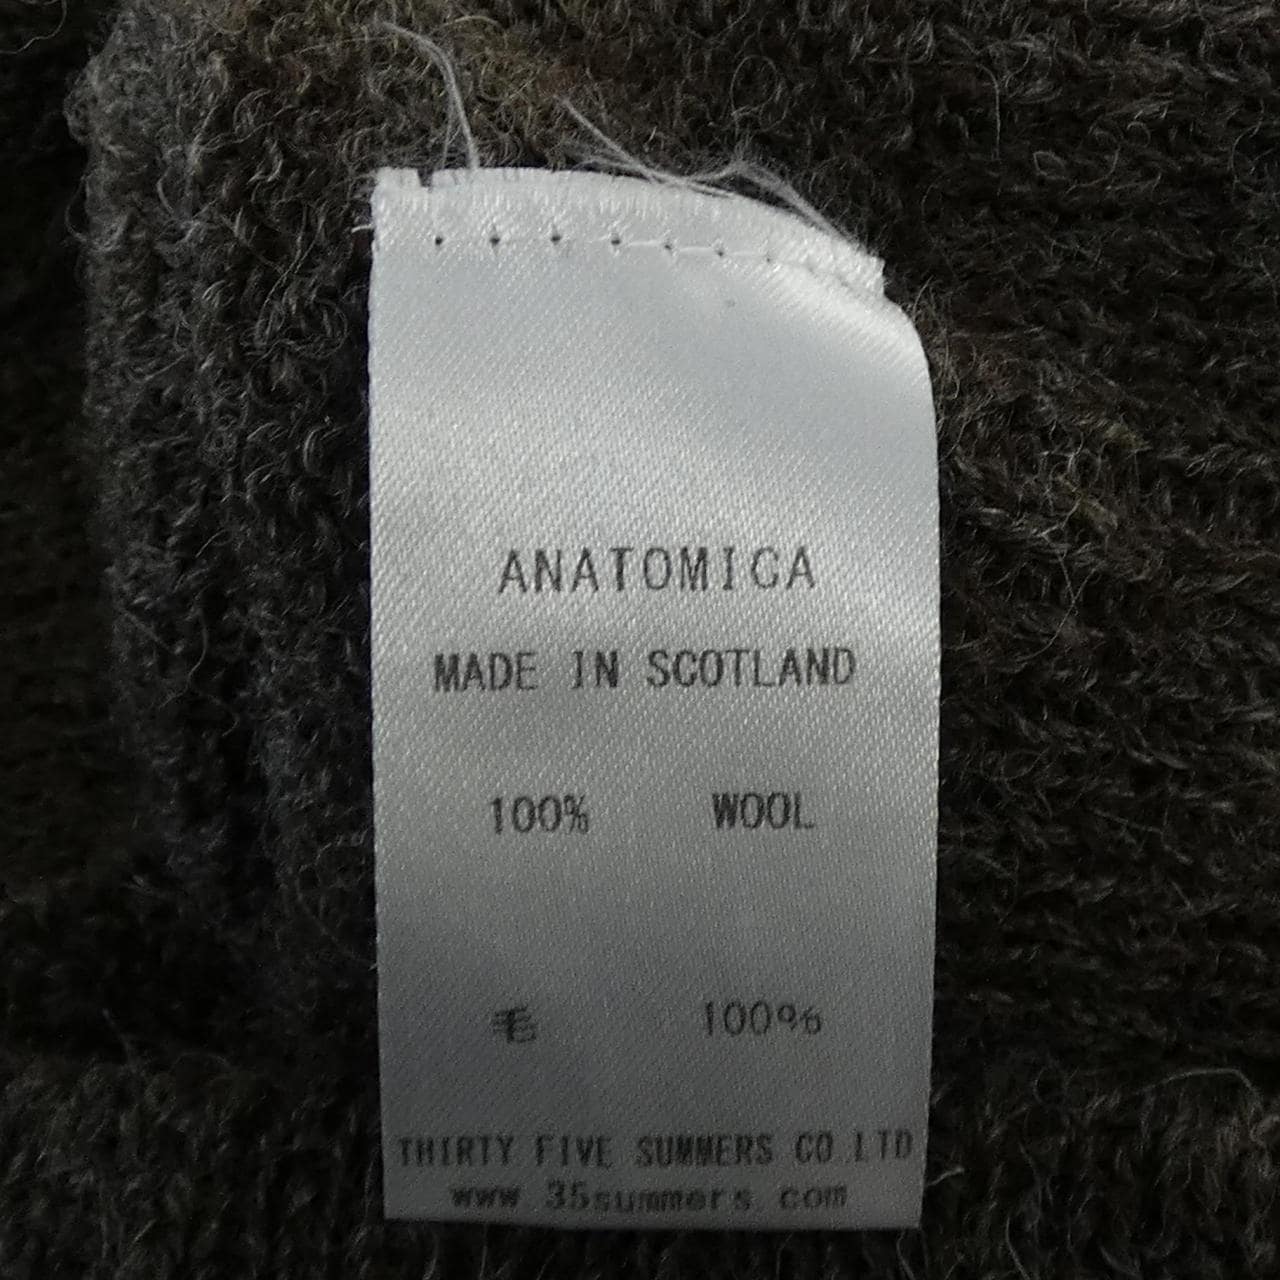 ANATOMICA
MADE IN SCOTLAND
100% WOOL
毛 100%
THIRTY FIVE SUMMERS CO.LTD
www.35summers.com